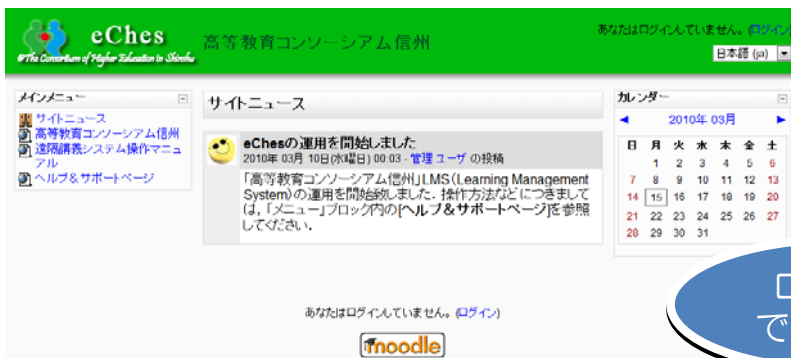 eChes
@The Consortium of Higher Education in Shinshu
高等教育コンソーシアム信州
あなたはログインしていません。(ログイン)
日本語 (ja)
メインメニュー
サイトニュース
高等教育コンソーシアム信州
遠隔講義システム操作マニュ
アル
ヘルプ＆サポートページ
サイトニュース
eChesの運用を開始しました
2010年 03月 10日(水曜日) 00:03 - 管理 ユーザ の投稿
「高等教育コンソーシアム信州」LMS(Learning Management
System)の運用を開始致しました．操作方法などにつきまして
は，「メニュー」ブロック内の[ヘルプ＆サポートページ]を参照
してください．
カレンダー
2010年 03月
日 月 火 水 木 金 土
1 2 3 4 5 6
7 8 9 10 11 12 13
14 15 16 17 18 19 20
21 22 23 24 25 26 27
28 29 30 31
あなたはログインしていません。(ログイン)
moodle
で